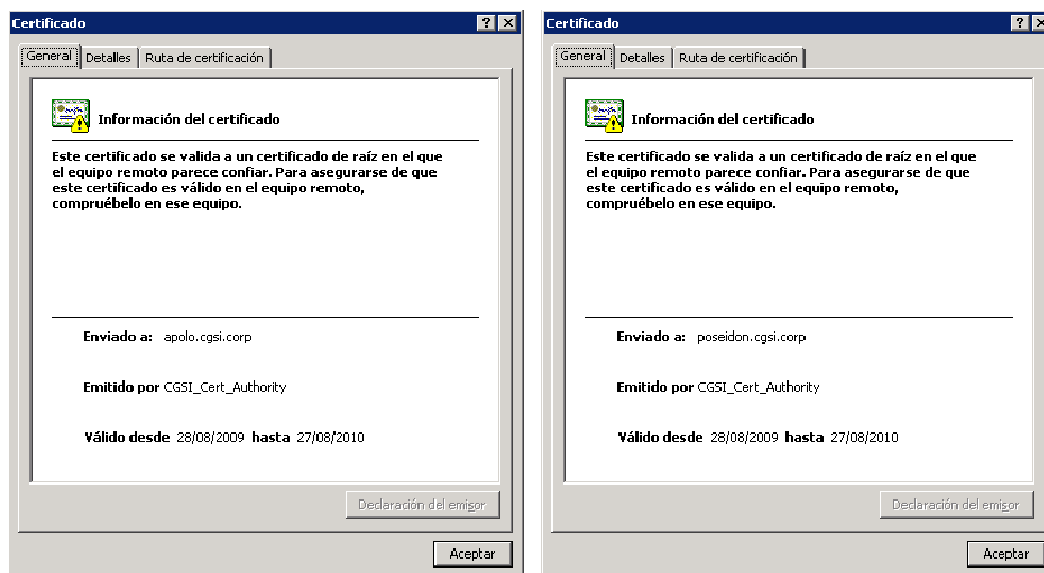 Certificado
General
Detalles
Ruta de certificación
Información del certificado
Este certificado se valida a un certificado de raíz en el que
el equipo remoto parece confiar. Para asegurarse de que
este certificado es válido en el equipo remoto,
compruébelo en ese equipo.
Enviado a: apolo.cgsi.corp
Emitido por CGSI_Cert_Authority
Válido desde 28/08/2009 hasta 27/08/2010
Declaración del emisor
Aceptar
Certificado
General
Detalles
Ruta de certificación
Información del certificado
Este certificado se valida a un certificado de raíz en el que
el equipo remoto parece confiar. Para asegurarse de que
este certificado es válido en el equipo remoto,
compruébelo en ese equipo.
Enviado a: poseidon.cgsi.corp
Emitido por CGSI_Cert_Authority
Válido desde 28/08/2009 hasta 27/08/2010
Declaración del emisor
Aceptar